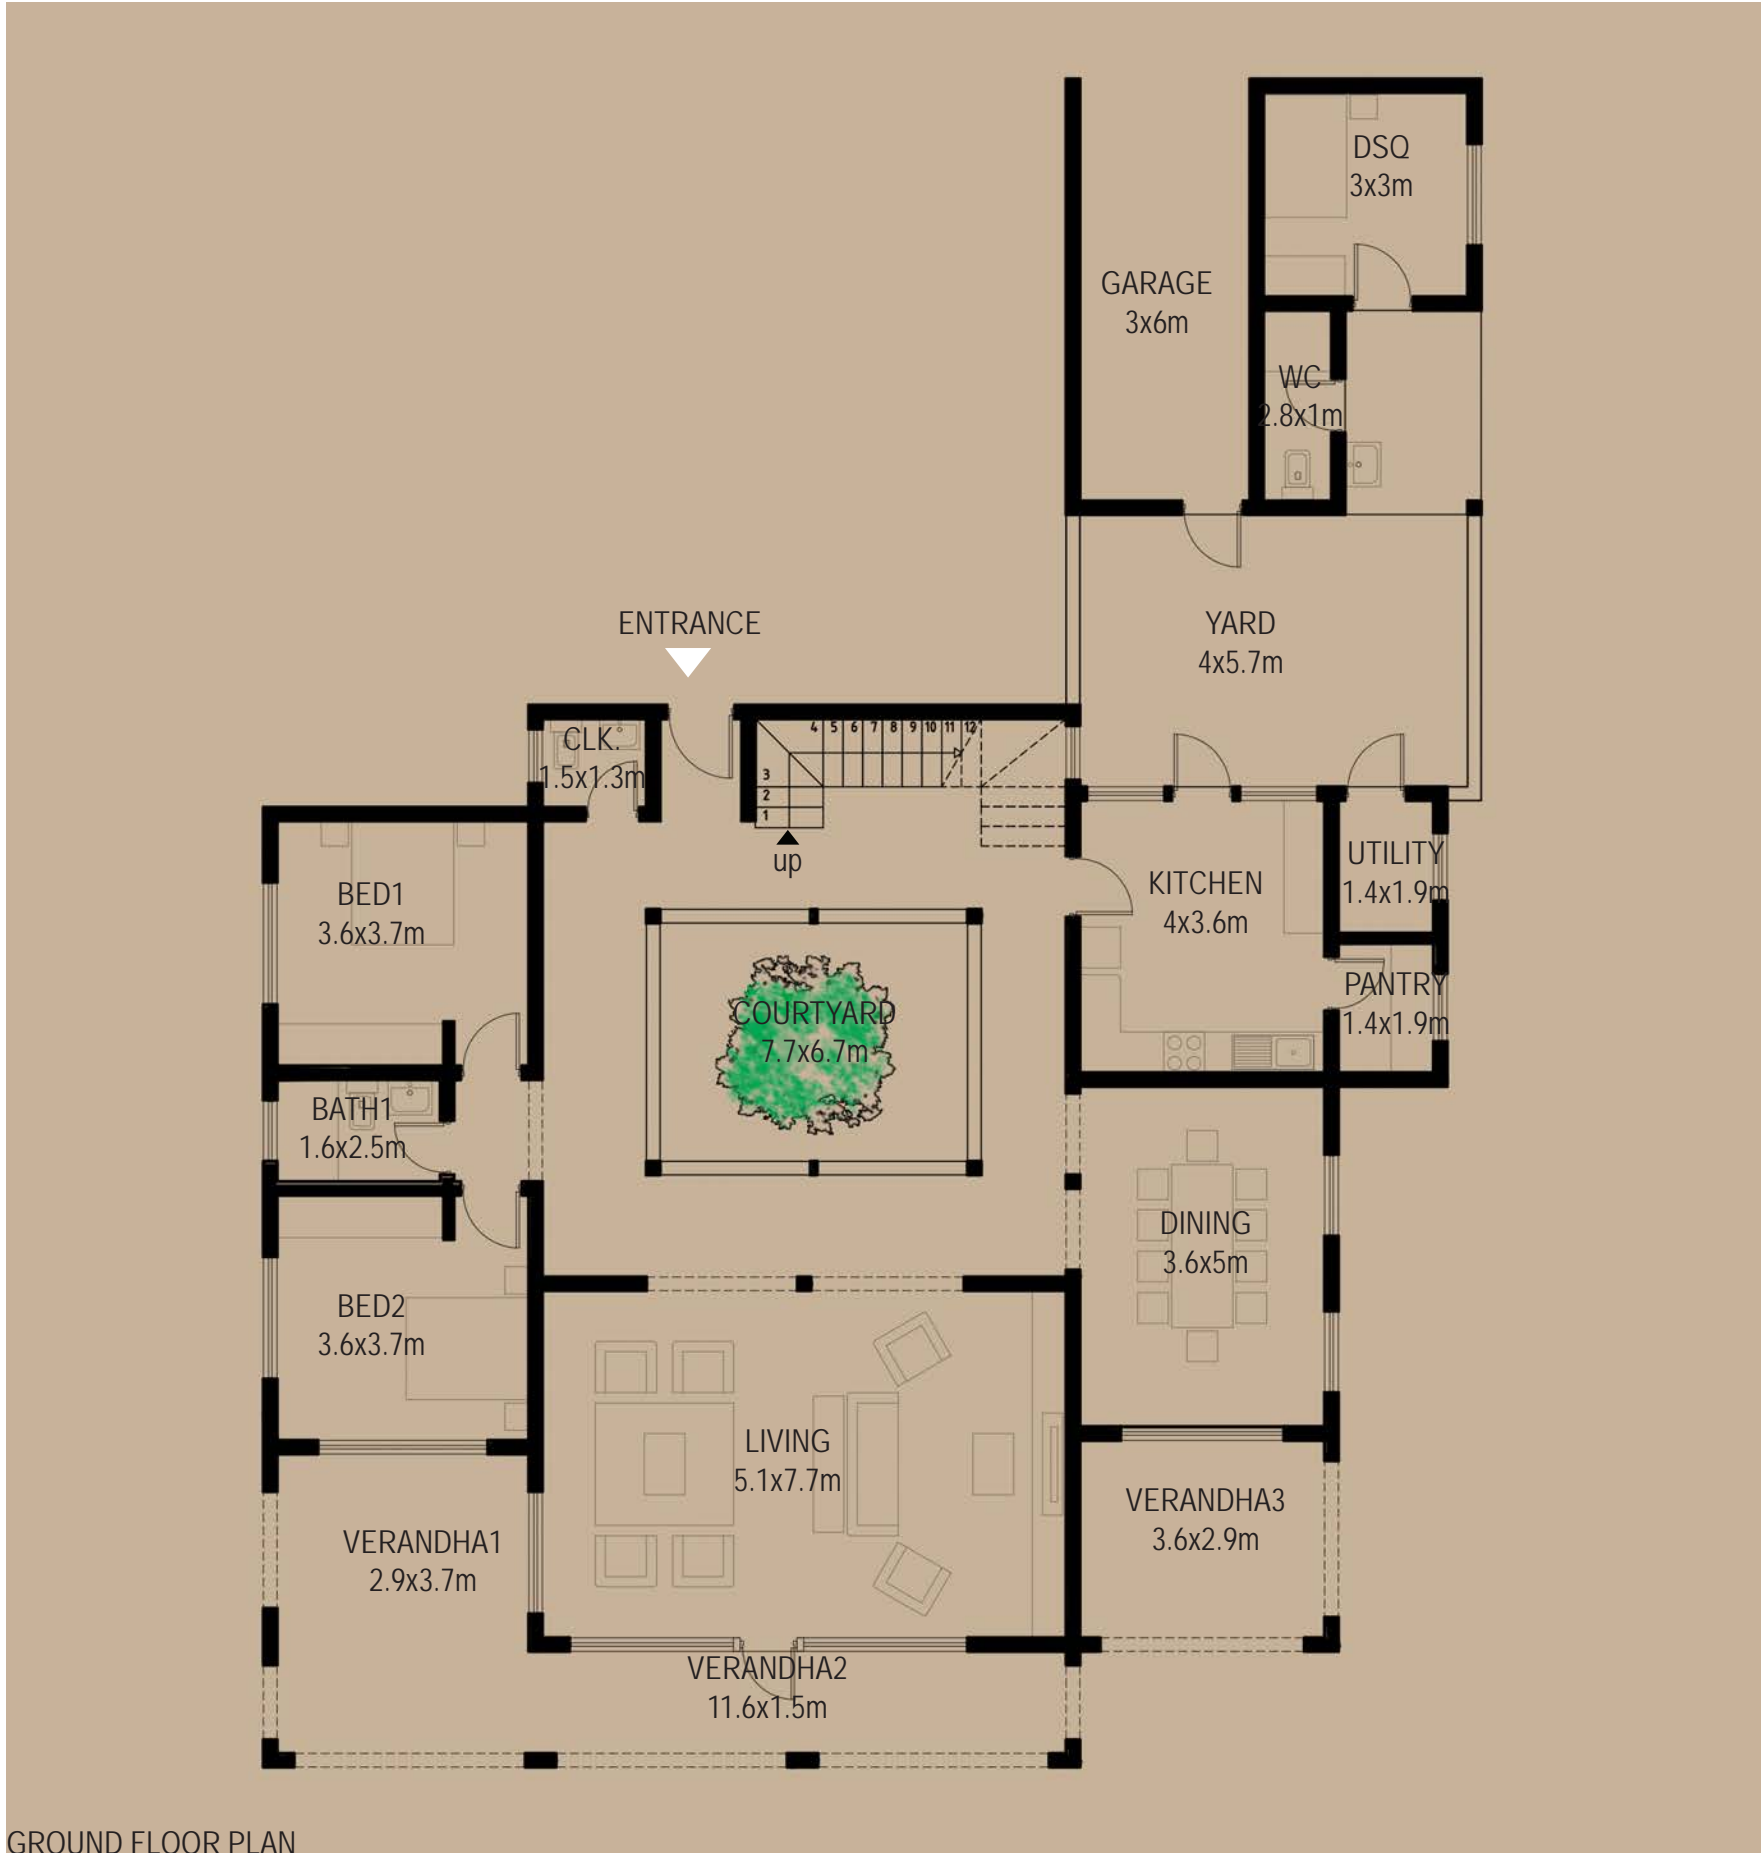 DSQ
3x3m
GARAGE
3x6m
WC
2.8x1m
ENTRANCE
YARD
4x5.7m
CLK.
1.5x1.3m
4 5 6 7 8 9 10 11 12
3
2
1
up
BED1
3.6x3.7m
KITCHEN
4x3.6m
UTILITY
1.4x1.9m
COURTYARD
7.7x6.7m
PANTRY
1.4x1.9m
BATH1
1.6x2.5m
DINING
3.6x5m
BED2
3.6x3.7m
LIVING
5.1x7.7m
VERANDHA1
2.9x3.7m
VERANDHA3
3.6x2.9m
VERANDHA2
11.6x1.5m
GROUND FLOOR PLAN